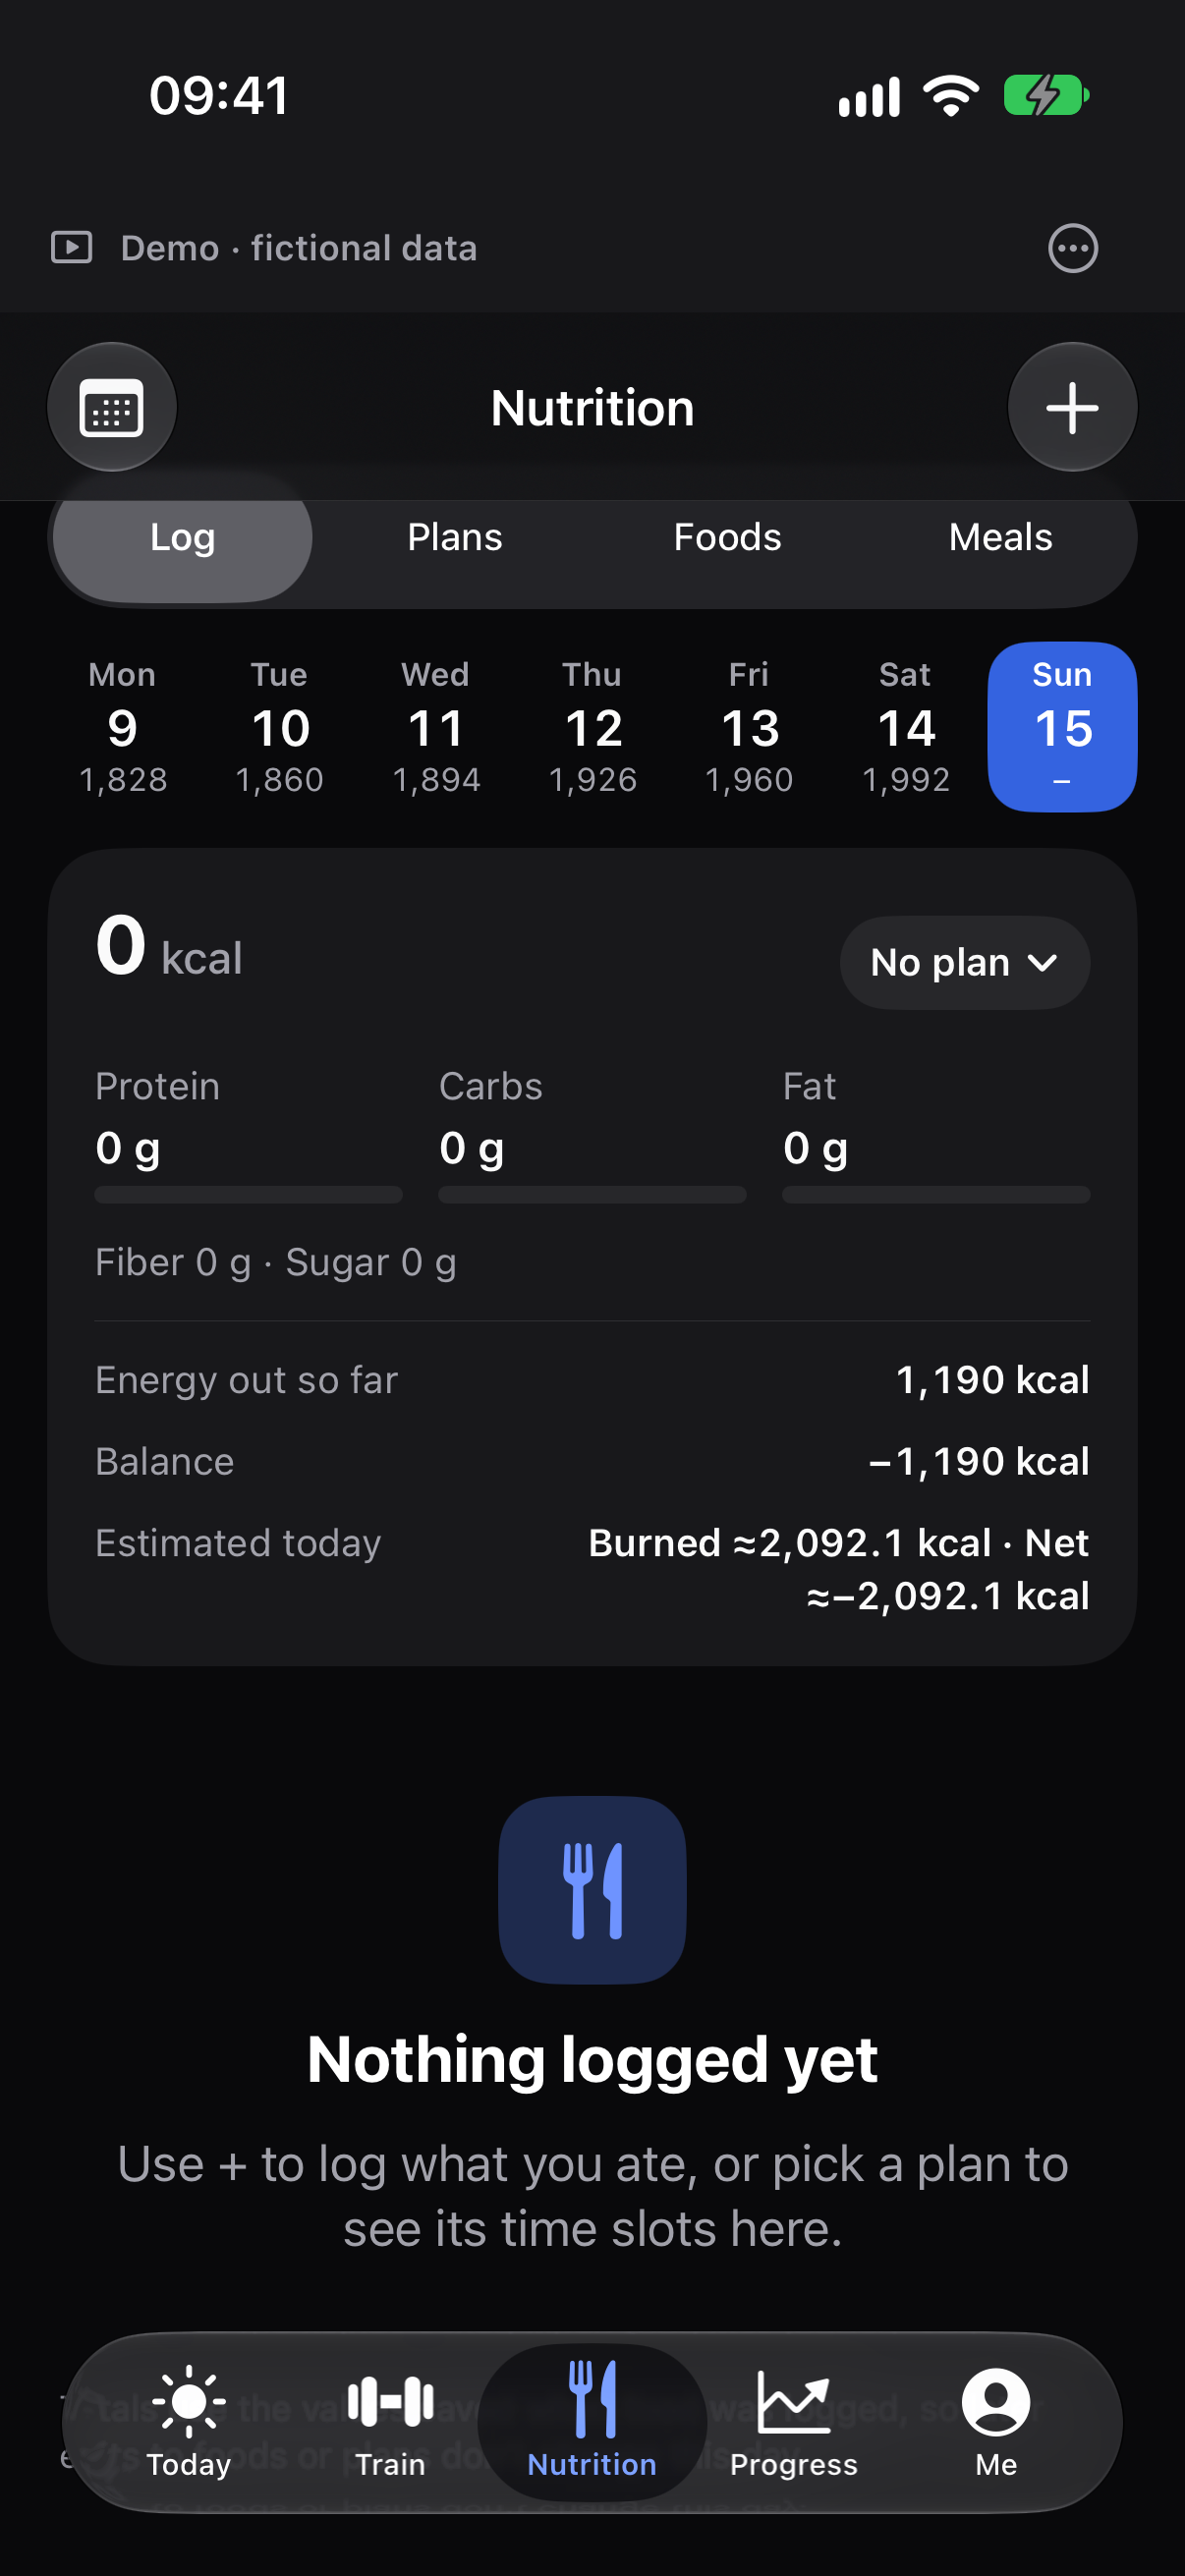 09:41
Demo · fictional data
Nutrition
Log Plans Foods Meals
Mon Tue Wed Thu Fri Sat Sun
9 10 11 12 13 14 15
1,828 1,860 1,894 1,926 1,960 1,992 –
0 kcal
No plan
Protein Carbs Fat
0 g 0 g 0 g
Fiber 0 g · Sugar 0 g
Energy out so far 1,190 kcal
Balance −1,190 kcal
Estimated today Burned ≈2,092.1 kcal · Net
≈−2,092.1 kcal
Nothing logged yet
Use + to log what you ate, or pick a plan to
see its time slots here.
Today Train Nutrition Progress Me